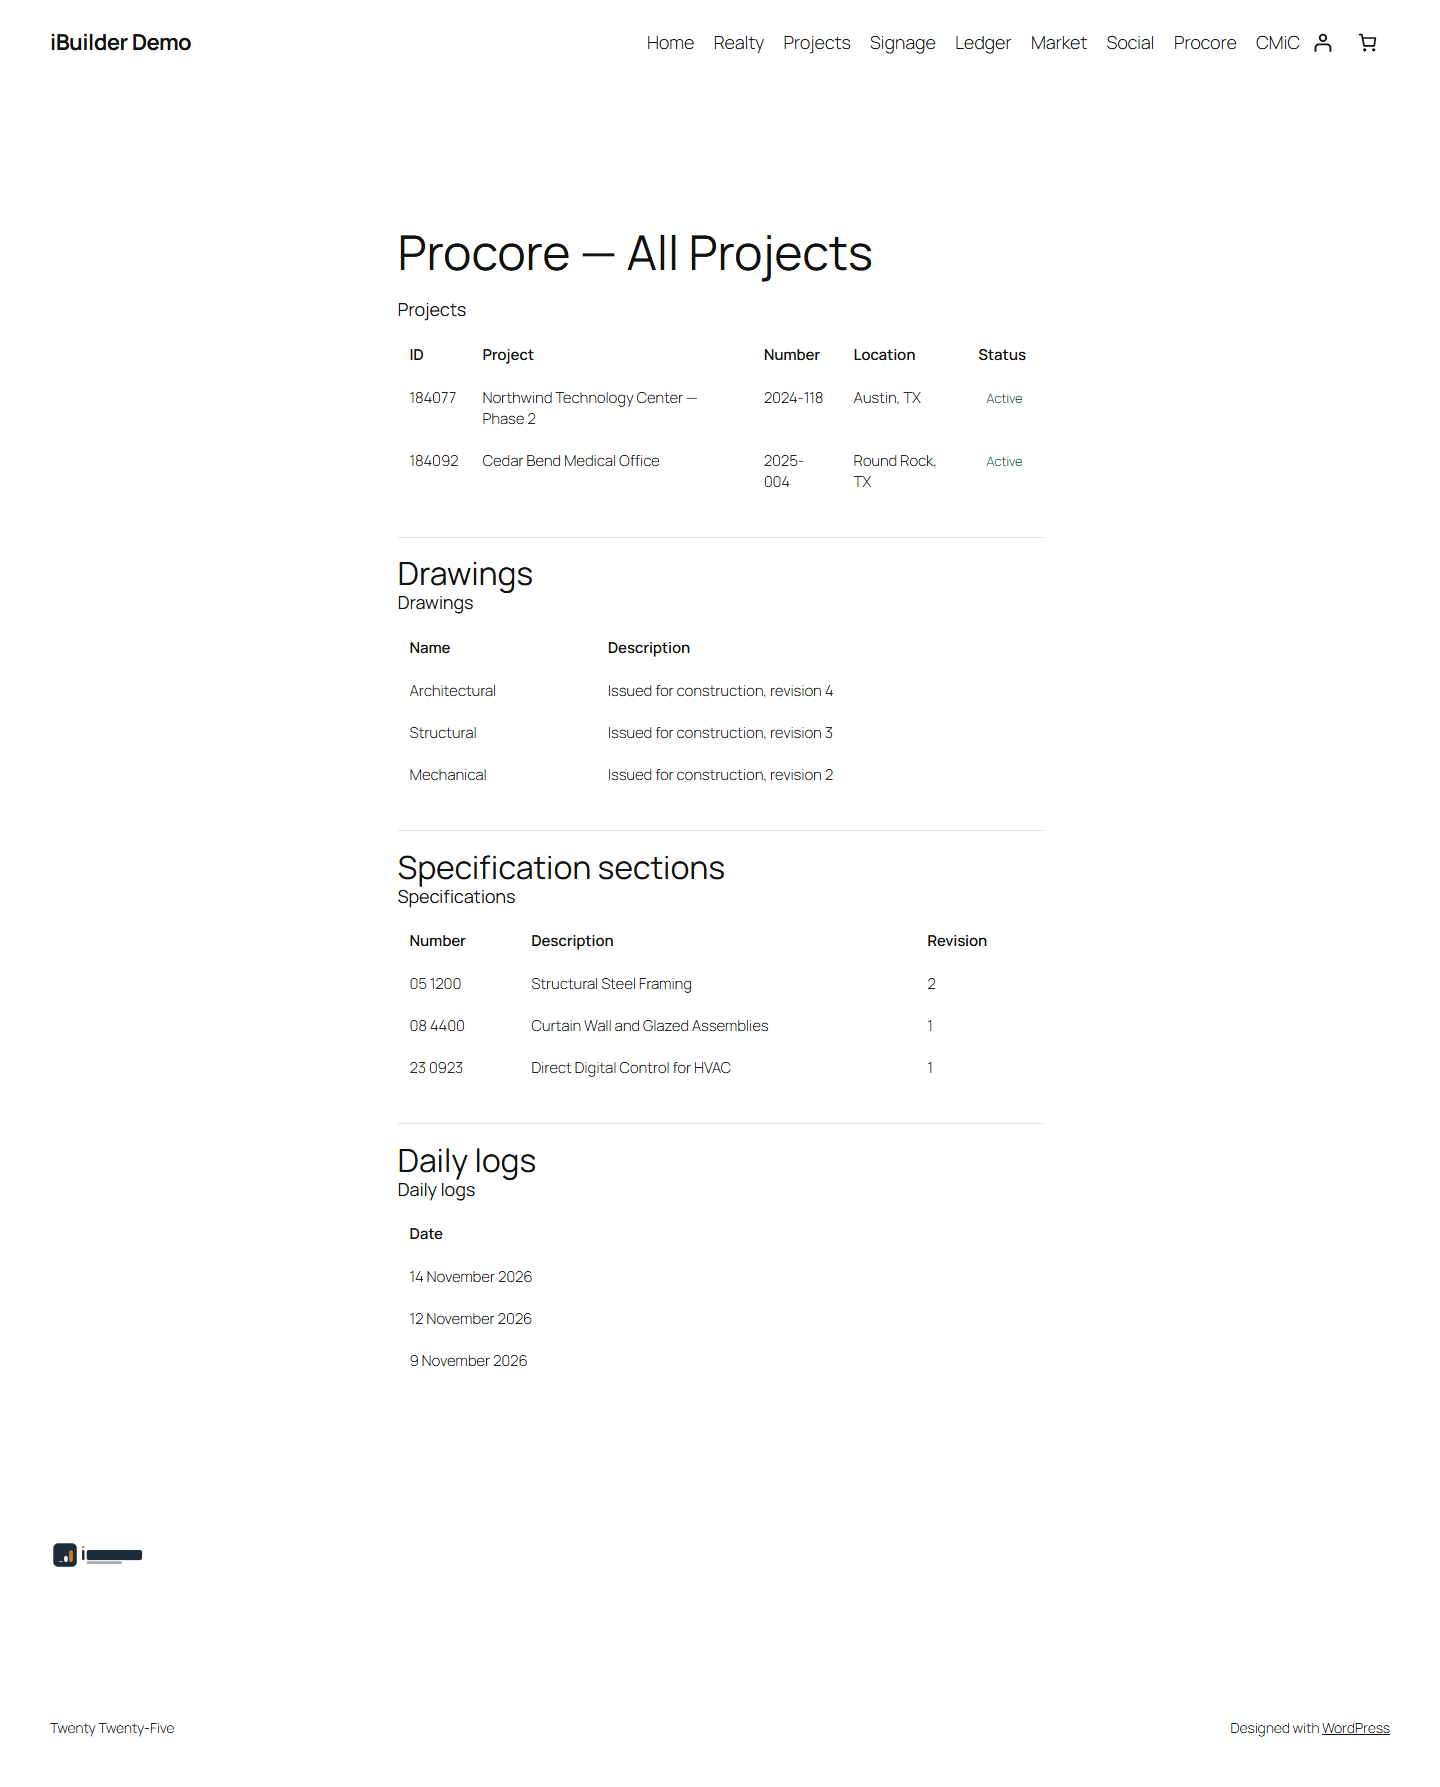 iBuilder Demo
Home Realty Projects Signage Ledger Market Social Procore CMiC
Procore — All Projects
Projects
ID Project Number Location Status
184077 Northwind Technology Center — 2024-118 Austin, TX Active
Phase 2
184092 Cedar Bend Medical Office 2025- Round Rock, Active
004 TX
Drawings
Drawings
Name Description
Architectural Issued for construction, revision 4
Structural Issued for construction, revision 3
Mechanical Issued for construction, revision 2
Specification sections
Specifications
Number Description Revision
05 1200 Structural Steel Framing 2
08 4400 Curtain Wall and Glazed Assemblies 1
23 0923 Direct Digital Control for HVAC 1
Daily logs
Daily logs
Date
14 November 2026
12 November 2026
9 November 2026
Twenty Twenty-Five Designed with WordPress